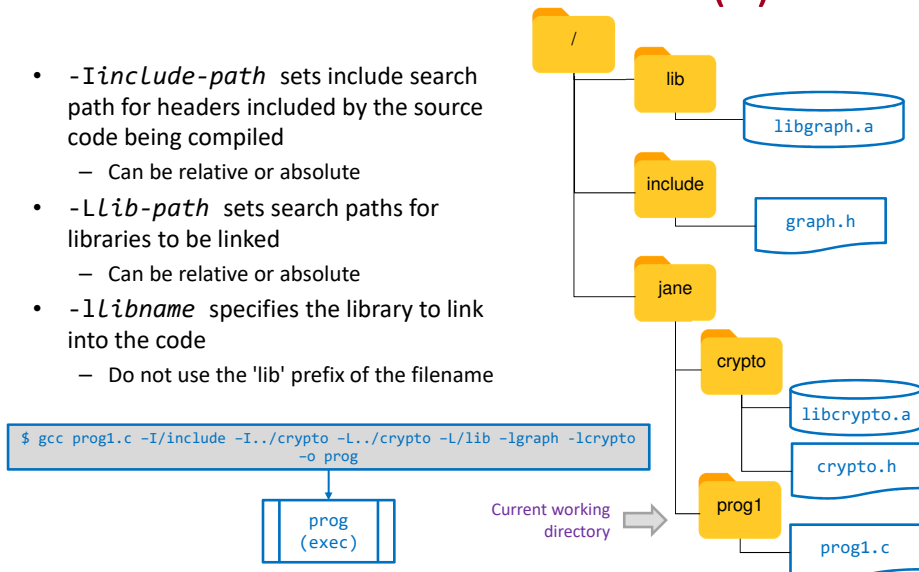 • -Iinclude-path sets include search
path for headers included by the source
code being compiled
– Can be relative or absolute
• -Llib-path sets search paths for
libraries to be linked
– Can be relative or absolute
• -llibname specifies the library to link
into the code
– Do not use the 'lib' prefix of the filename
$ gcc prog1.c –I/include –I../crypto –L../crypto –L/lib –lgraph -lcrypto
–o prog
prog
(exec)
/
lib
libgraph.a
include
graph.h
jane
crypto
libcrypto.a
crypto.h
Current working
directory
prog1
prog1.c